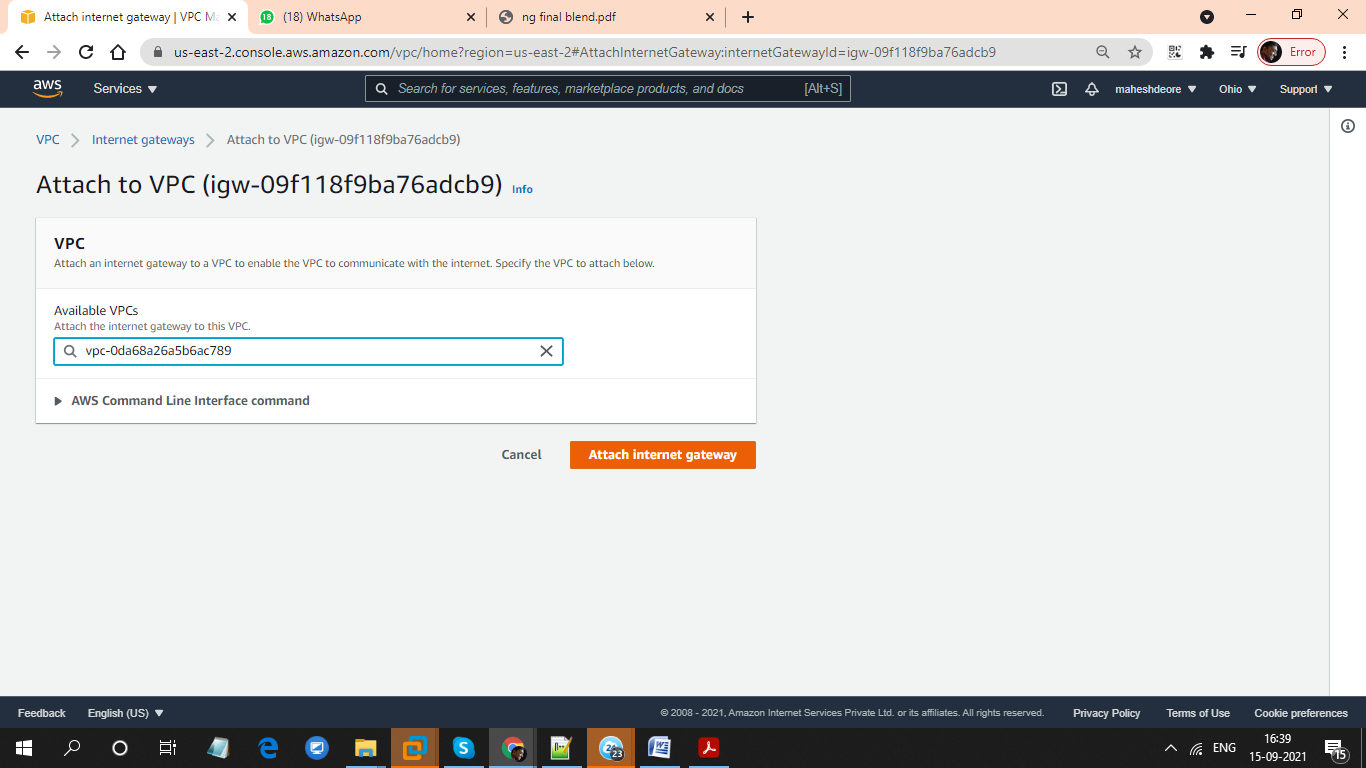 Attach internet gateway | VPC Ma
18
(18) WhatsApp
ng final blend.pdf
us-east-2.console.aws.amazon.com/vpc/home?region=us-east-2#AttachInternetGateway:internetGatewayId=igw-09f118f9ba76adcb9
Error
aws
Services
Search for services, features, marketplace products, and docs
[Alt+S]
maheshdeore
Ohio
Support
VPC
Internet gateways
Attach to VPC (igw-09f118f9ba76adcb9)
Attach to VPC (igw-09f118f9ba76adcb9)
Info
VPC
Attach an internet gateway to a VPC to enable the VPC to communicate with the internet. Specify the VPC to attach below.
Available VPCs
Attach the internet gateway to this VPC.
vpc-0da68a26a5b6ac789
AWS Command Line Interface command
Cancel
Attach internet gateway
Feedback
English (US)
© 2008 - 2021, Amazon Internet Services Private Ltd. or its affiliates. All rights reserved.
Privacy Policy
Terms of Use
Cookie preferences
ENG
16:39
15-09-2021
15